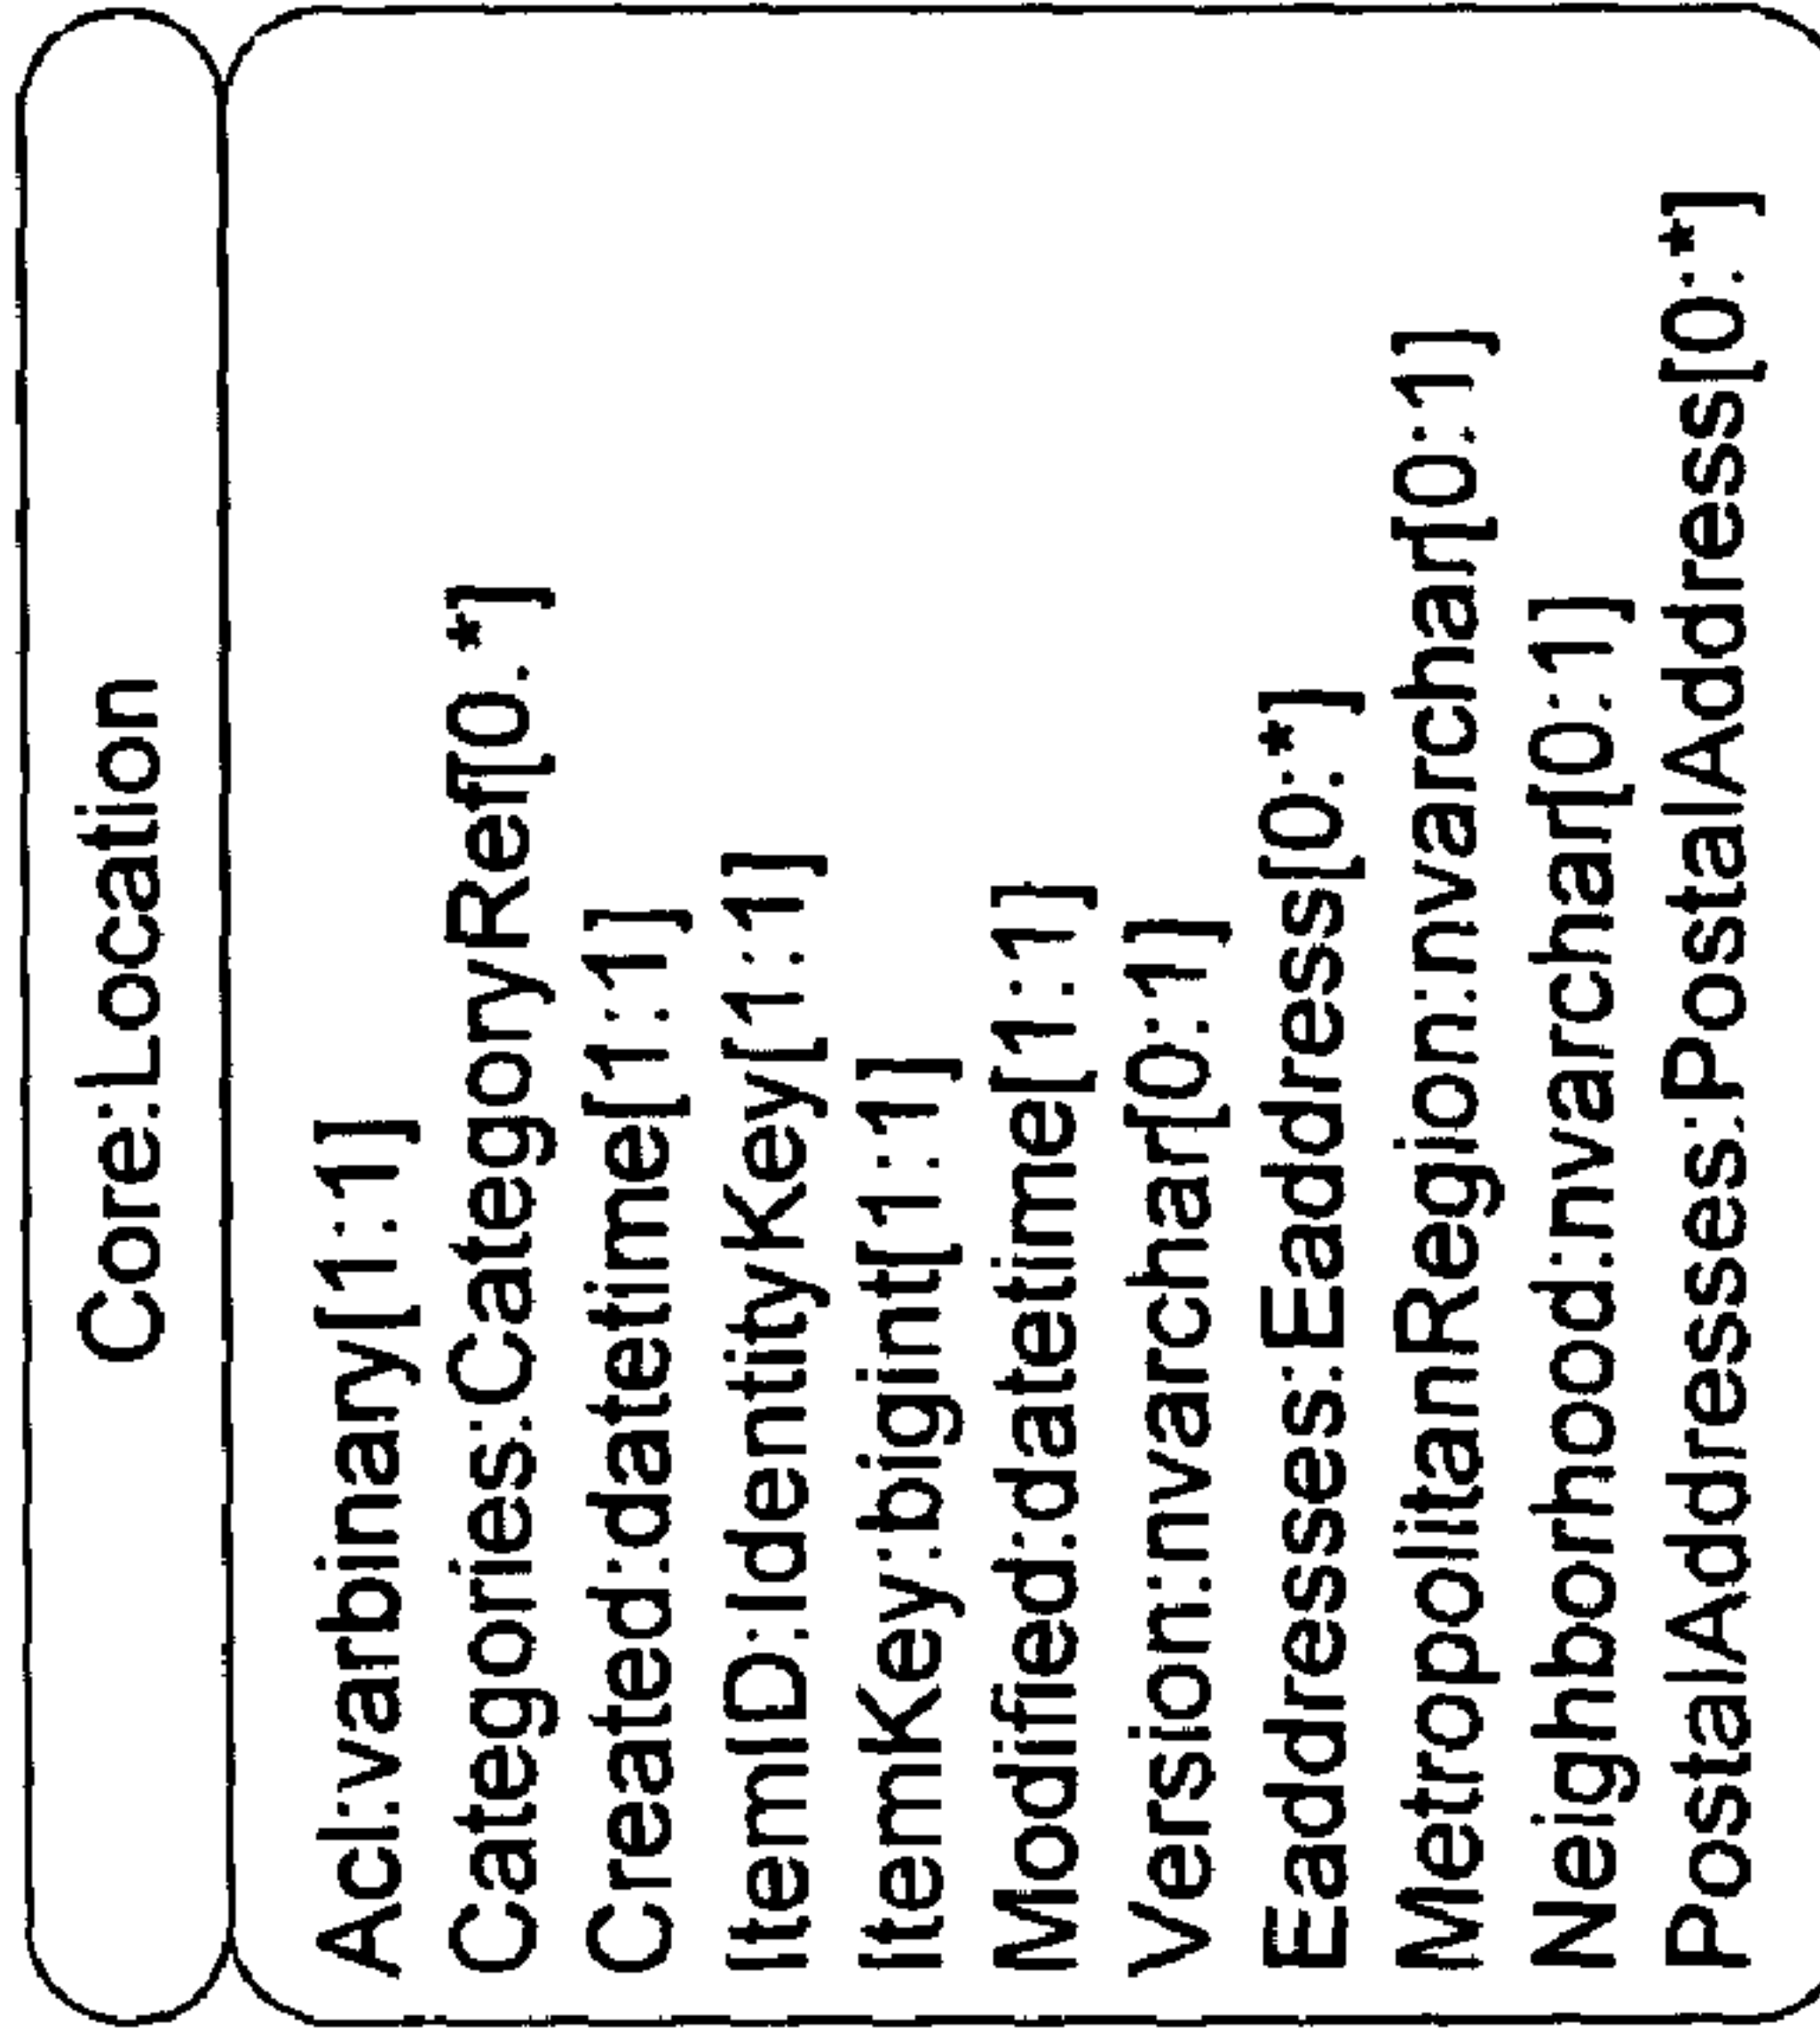 Core:Location
Acl:varbinary[1:1]
Categories:CategoryRef[0.*]
Created:datetime[1:1]
ItemID:IdentityKey[1:1]
ItemKey:bigint[1:1]
Modified:datetime[1:1]
Version:nvarchar[0:1]
Eaddresses:Eaddress[0:*]
MetropolitanRegion:nvarchar[0:1]
Neighborhood:nvarchar[0:1]
PostalAddresses:PostalAddress[0:*]